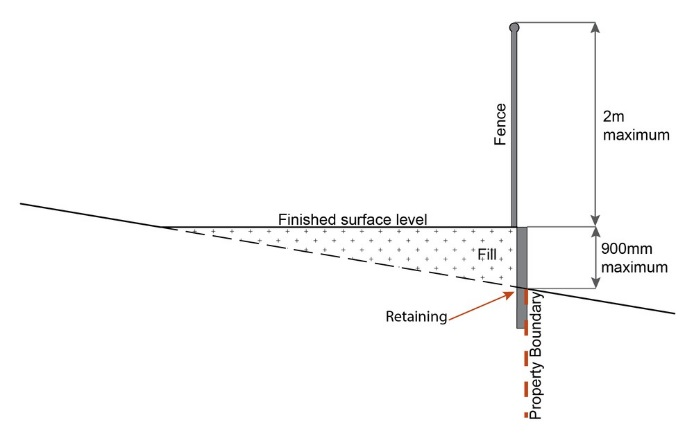 Fence
2m
maximum
Finished surface level
Fill
900mm
maximum
Retaining
Property Boundary